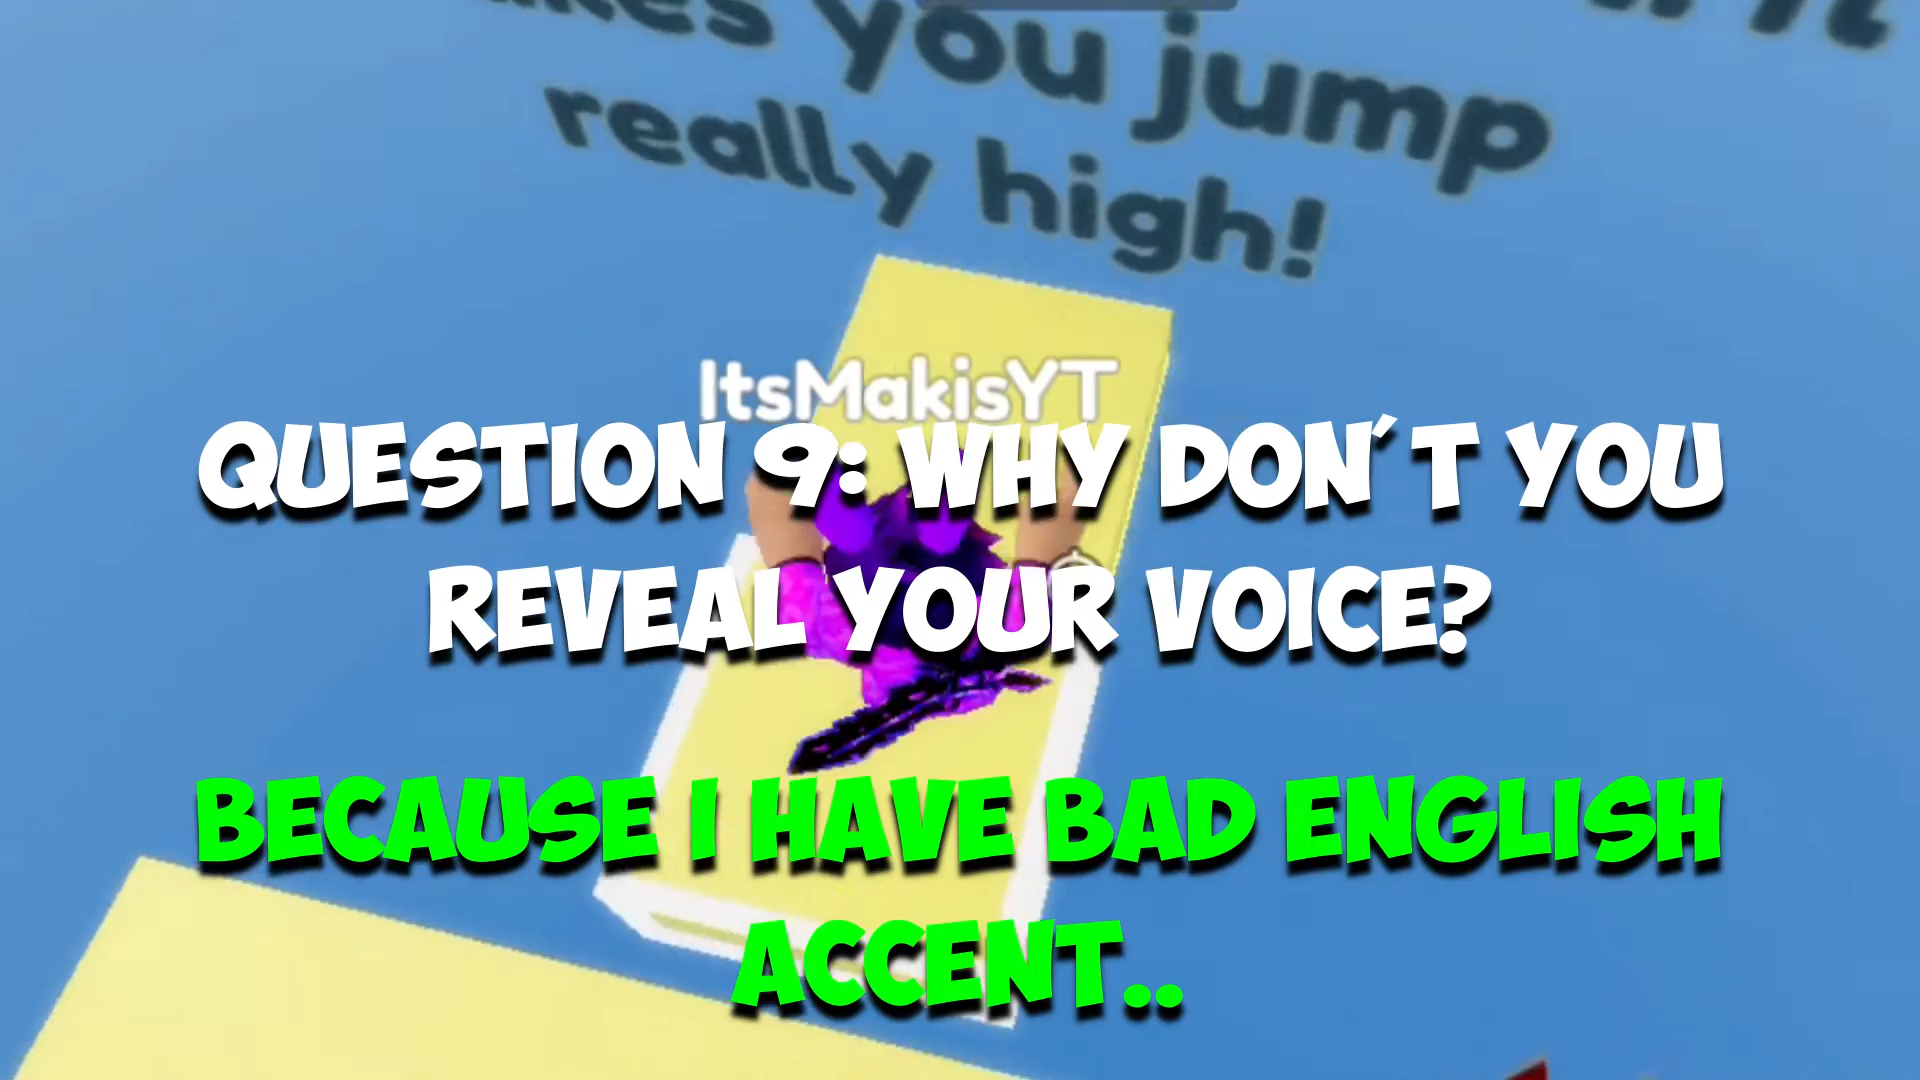 you jump
really high!
ItsMakisYT
QUESTION 9: WHY DON'T YOU
REVEAL YOUR VOICE?
BECAUSE I HAVE BAD ENGLISH
ACCENT..